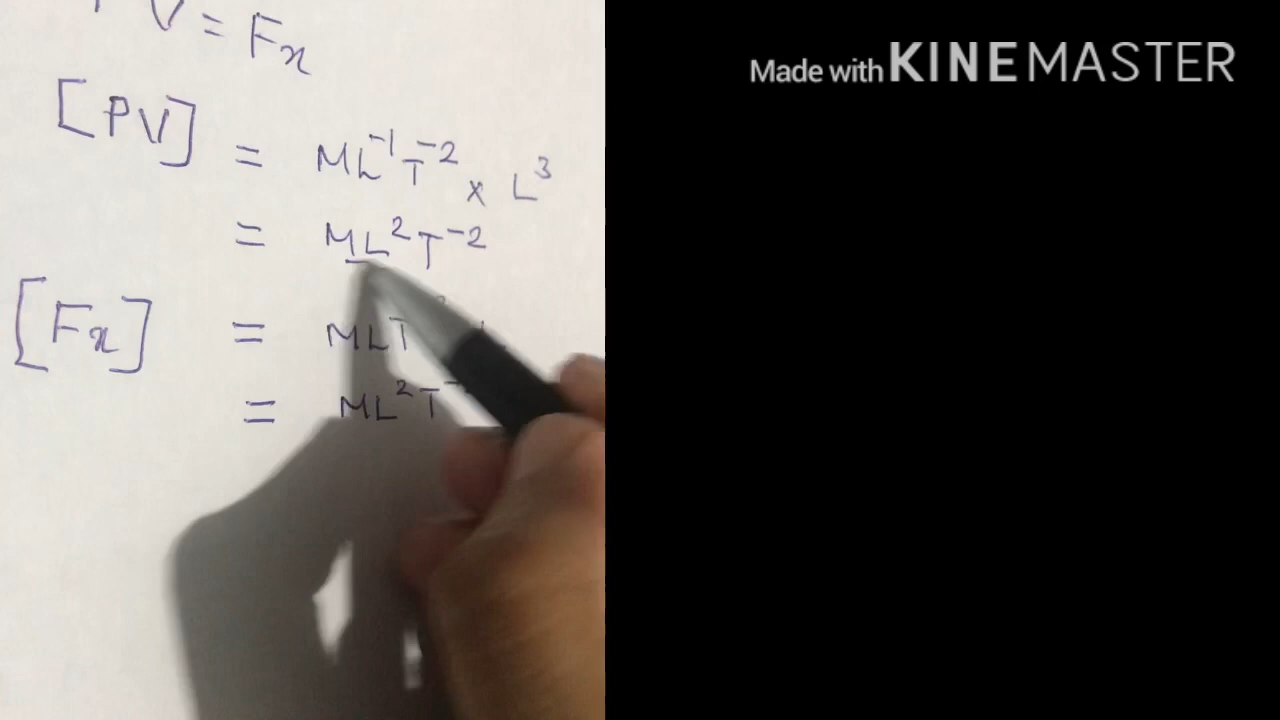 PV = Fx
Made with KINEMASTER
[PV] = ML⁻¹T⁻² x L³
= ML²T⁻²
[Fx] = MLT
= ML²T⁻